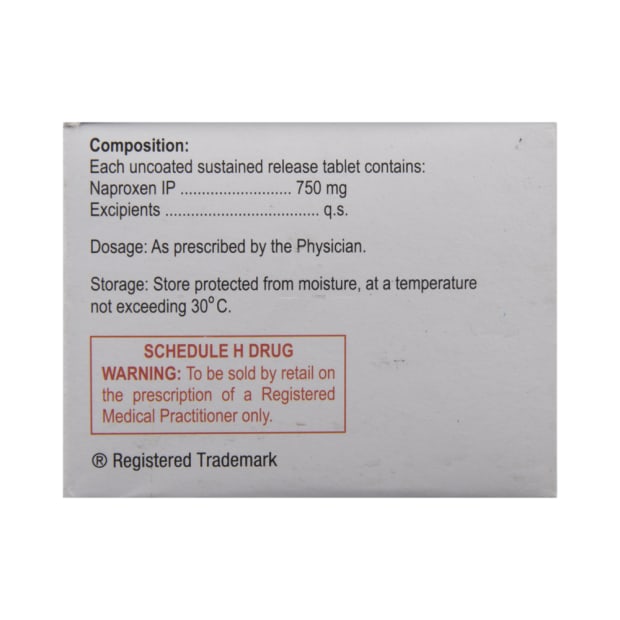 Composition:
Each uncoated sustained release tablet contains:
Naproxen IP .......................... 750 mg
Excipients .................................... q.s.
Dosage: As prescribed by the Physician.
Storage: Store protected from moisture, at a temperature
not exceeding 30°C.
SCHEDULE H DRUG
WARNING: To be sold by retail on
the prescription of a Registered
Medical Practitioner only.
® Registered Trademark